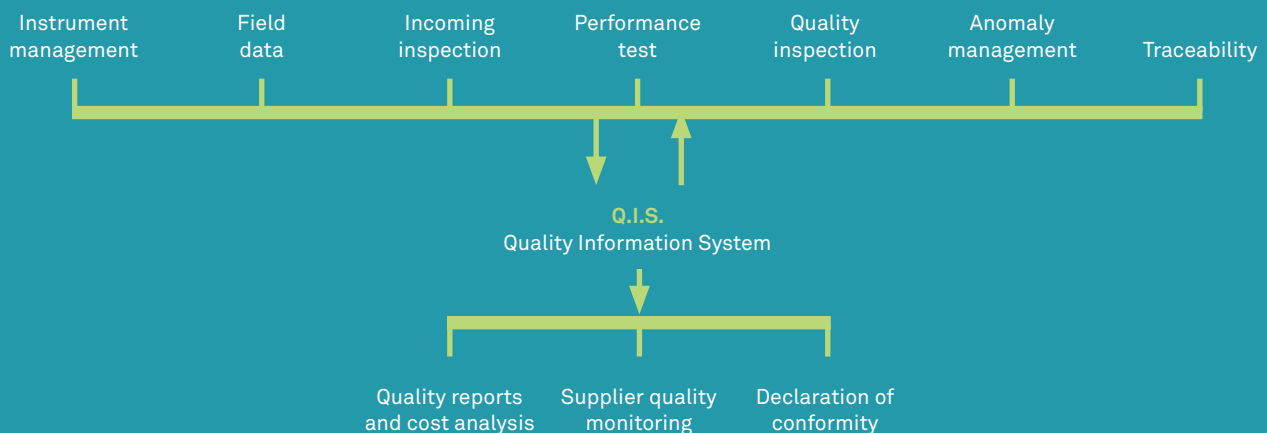 Instrument
management
Field
data
Incoming
inspection
Performance
test
Quality
inspection
Anomaly
management
Traceability
Q.I.S.
Quality Information System
Quality reports
and cost analysis
Supplier quality
monitoring
Declaration of
conformity